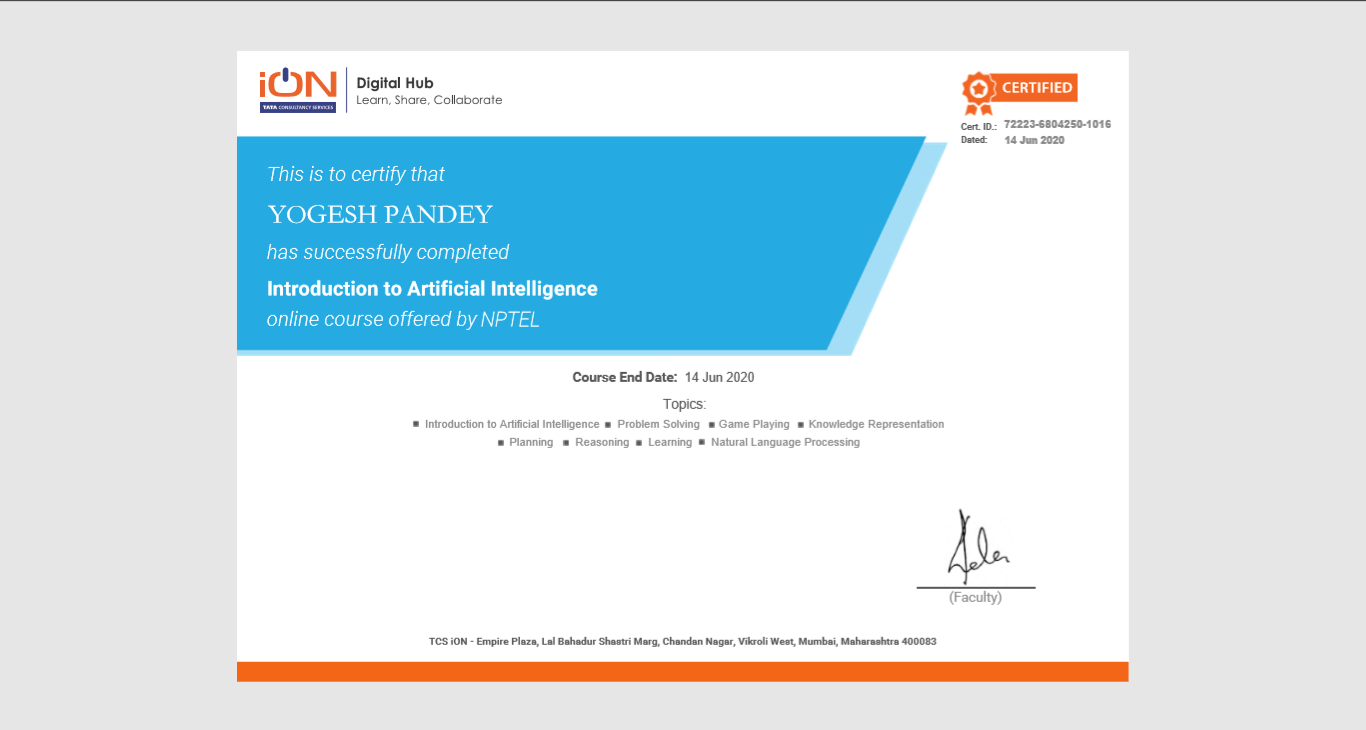 iON
TATA CONSULTANCY SERVICES
Digital Hub
Learn, Share, Collaborate
CERTIFIED
Cert. ID.: 72223-6804250-1016
Dated: 14 Jun 2020
This is to certify that
YOGESH PANDEY
has successfully completed
Introduction to Artificial Intelligence
online course offered by NPTEL
Course End Date: 14 Jun 2020
Topics:
▪ Introduction to Artificial Intelligence ▪ Problem Solving ▪ Game Playing ▪ Knowledge Representation
▪ Planning ▪ Reasoning ▪ Learning ▪ Natural Language Processing
(Faculty)
TCS iON - Empire Plaza, Lal Bahadur Shastri Marg, Chandan Nagar, Vikroli West, Mumbai, Maharashtra 400083